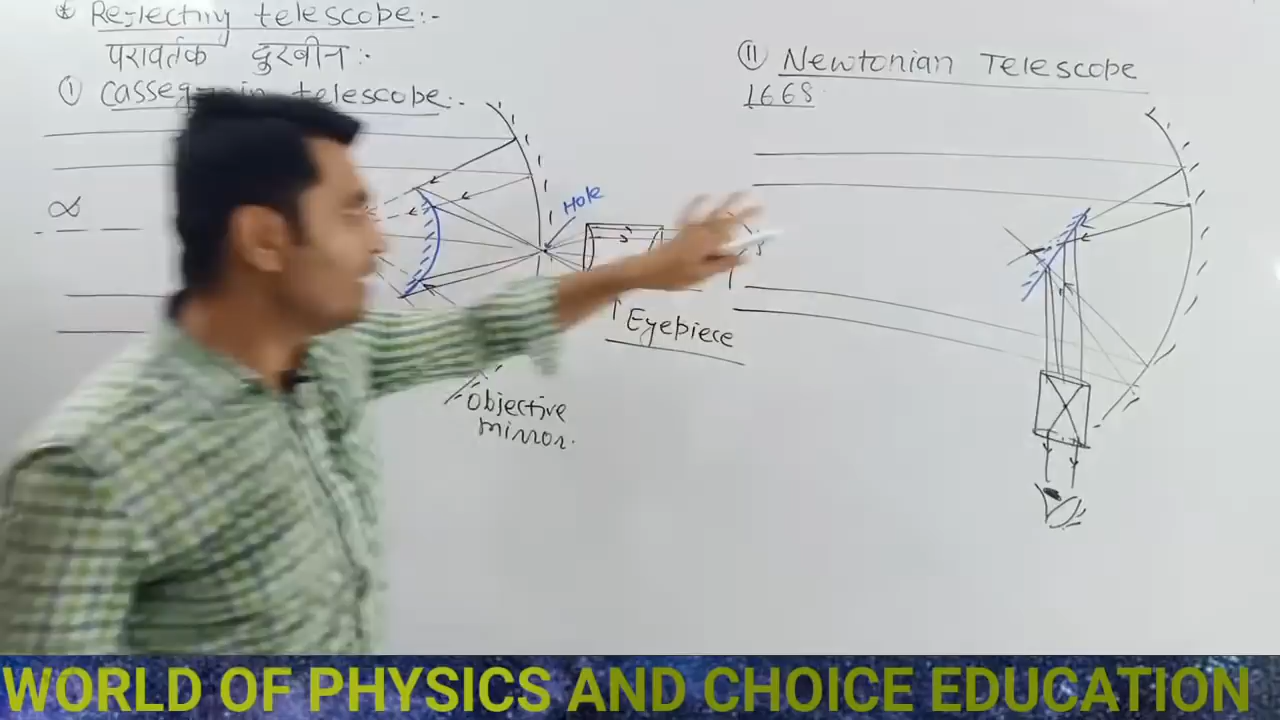 * Reflecting telescope:-
परावर्तक दुरबीन :-
① Cassegrain telescope:-
∝
Hole
Eyepiece
Objective
mirror.
ⓘⓘ Newtonian Telescope
1668
WORLD OF PHYSICS AND CHOICE EDUCATION